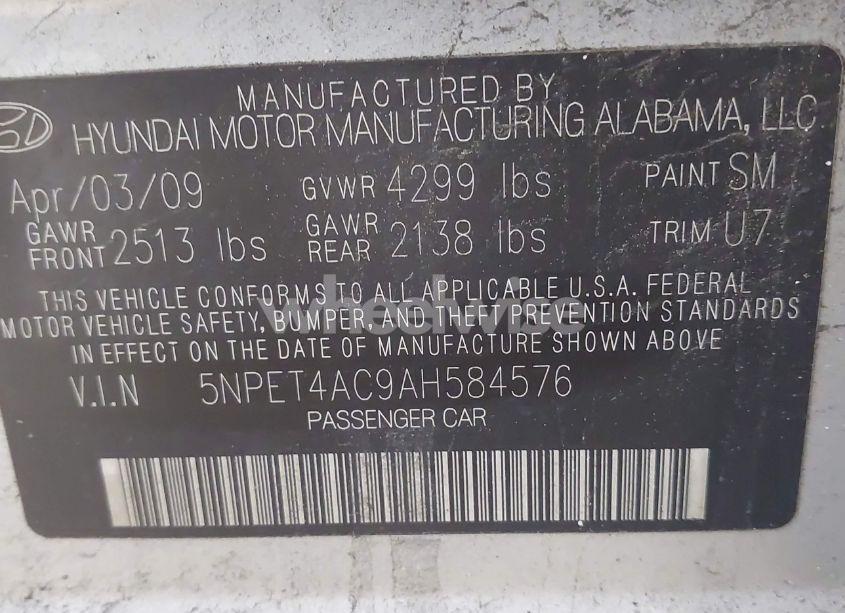 MANUFACTURED BY
HYUNDAI MOTOR MANUFACTURING ALABAMA, LLC
Apr/03/09 GVWR 4299 lbs PAINT SM
GAWR FRONT 2513 lbs GAWR REAR 2138 lbs TRIM U7
THIS VEHICLE CONFORMS TO ALL APPLICABLE U.S.A. FEDERAL
MOTOR VEHICLE SAFETY, BUMPER, AND THEFT PREVENTION STANDARDS
IN EFFECT ON THE DATE OF MANUFACTURE SHOWN ABOVE
V.I.N 5NPET4AC9AH584576
PASSENGER CAR
wheelwise